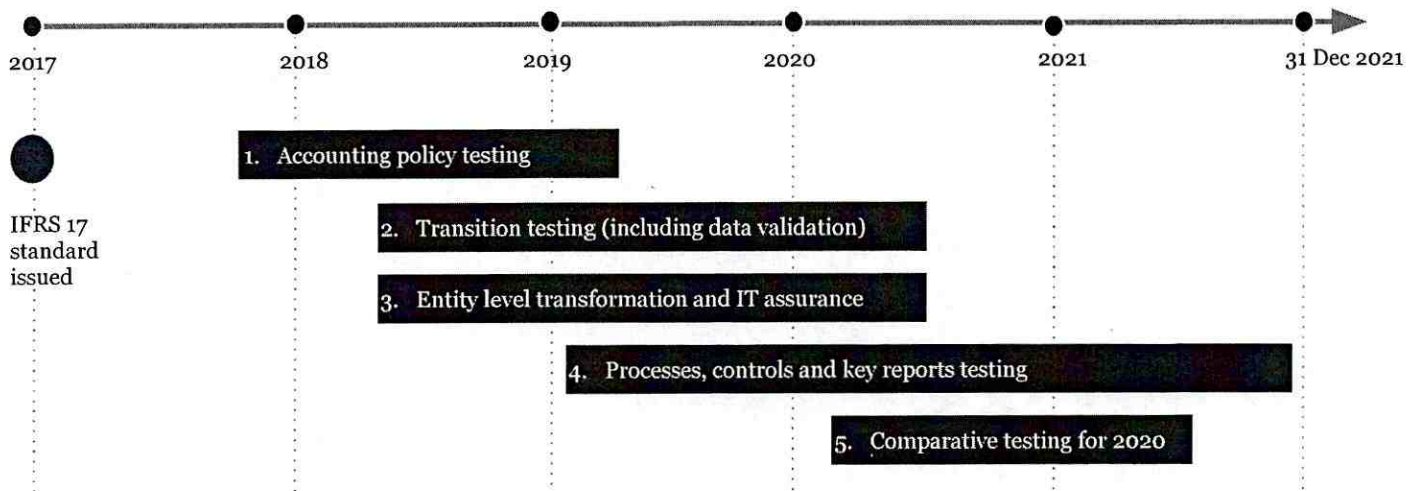 2017 2018 2019 2020 2021 31 Dec 2021
1. Accounting policy testing
IFRS 17
standard
issued
2. Transition testing (including data validation)
3. Entity level transformation and IT assurance
4. Processes, controls and key reports testing
5. Comparative testing for 2020